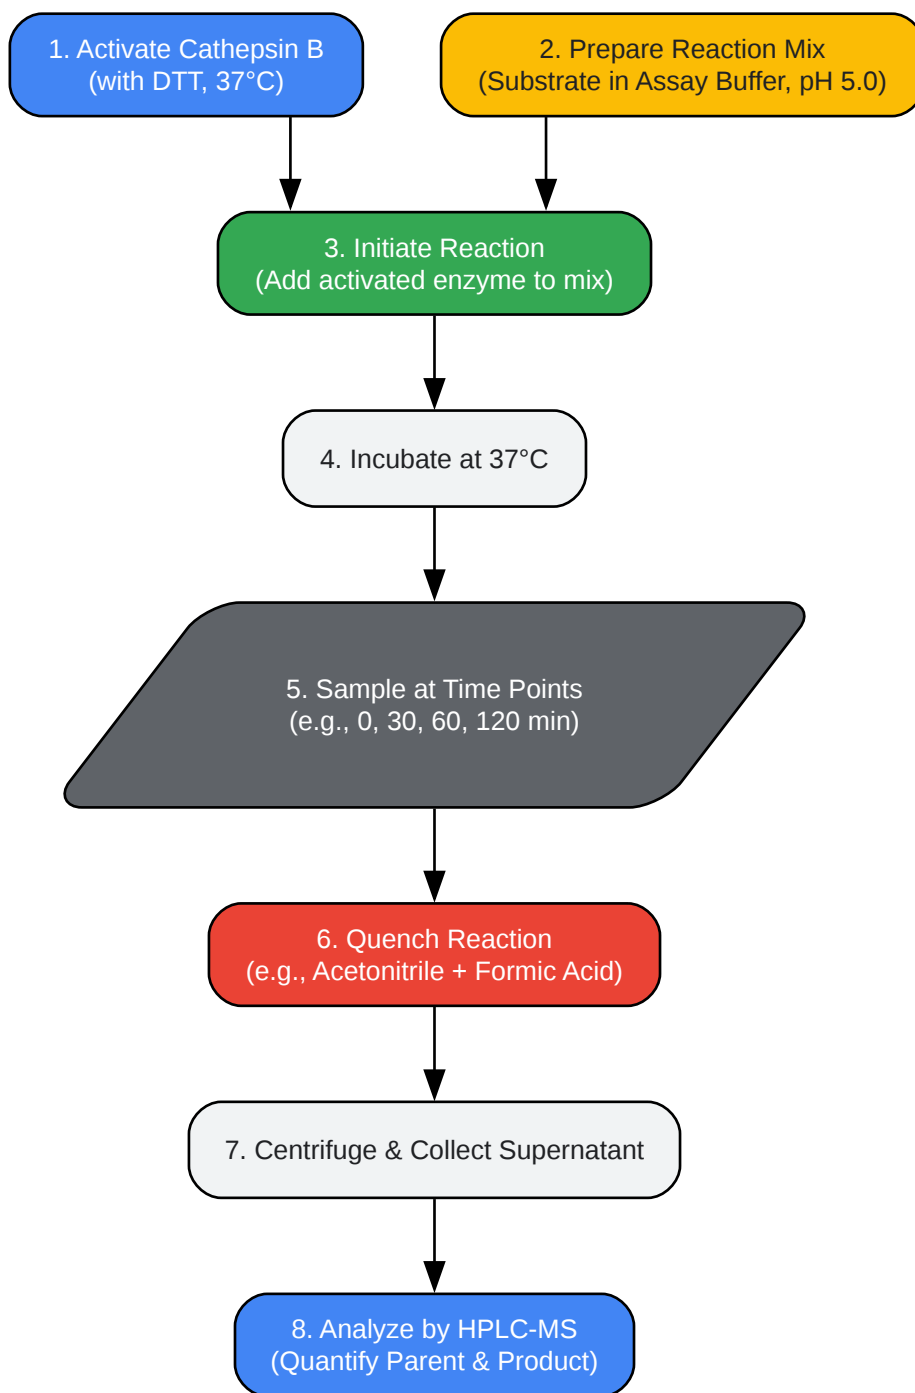 1. Activate Cathepsin B
(with DTT, 37°C)
2. Prepare Reaction Mix
(Substrate in Assay Buffer, pH 5.0)
3. Initiate Reaction
(Add activated enzyme to mix)
4. Incubate at 37°C
5. Sample at Time Points
(e.g., 0, 30, 60, 120 min)
6. Quench Reaction
(e.g., Acetonitrile + Formic Acid)
7. Centrifuge & Collect Supernatant
8. Analyze by HPLC-MS
(Quantify Parent & Product)